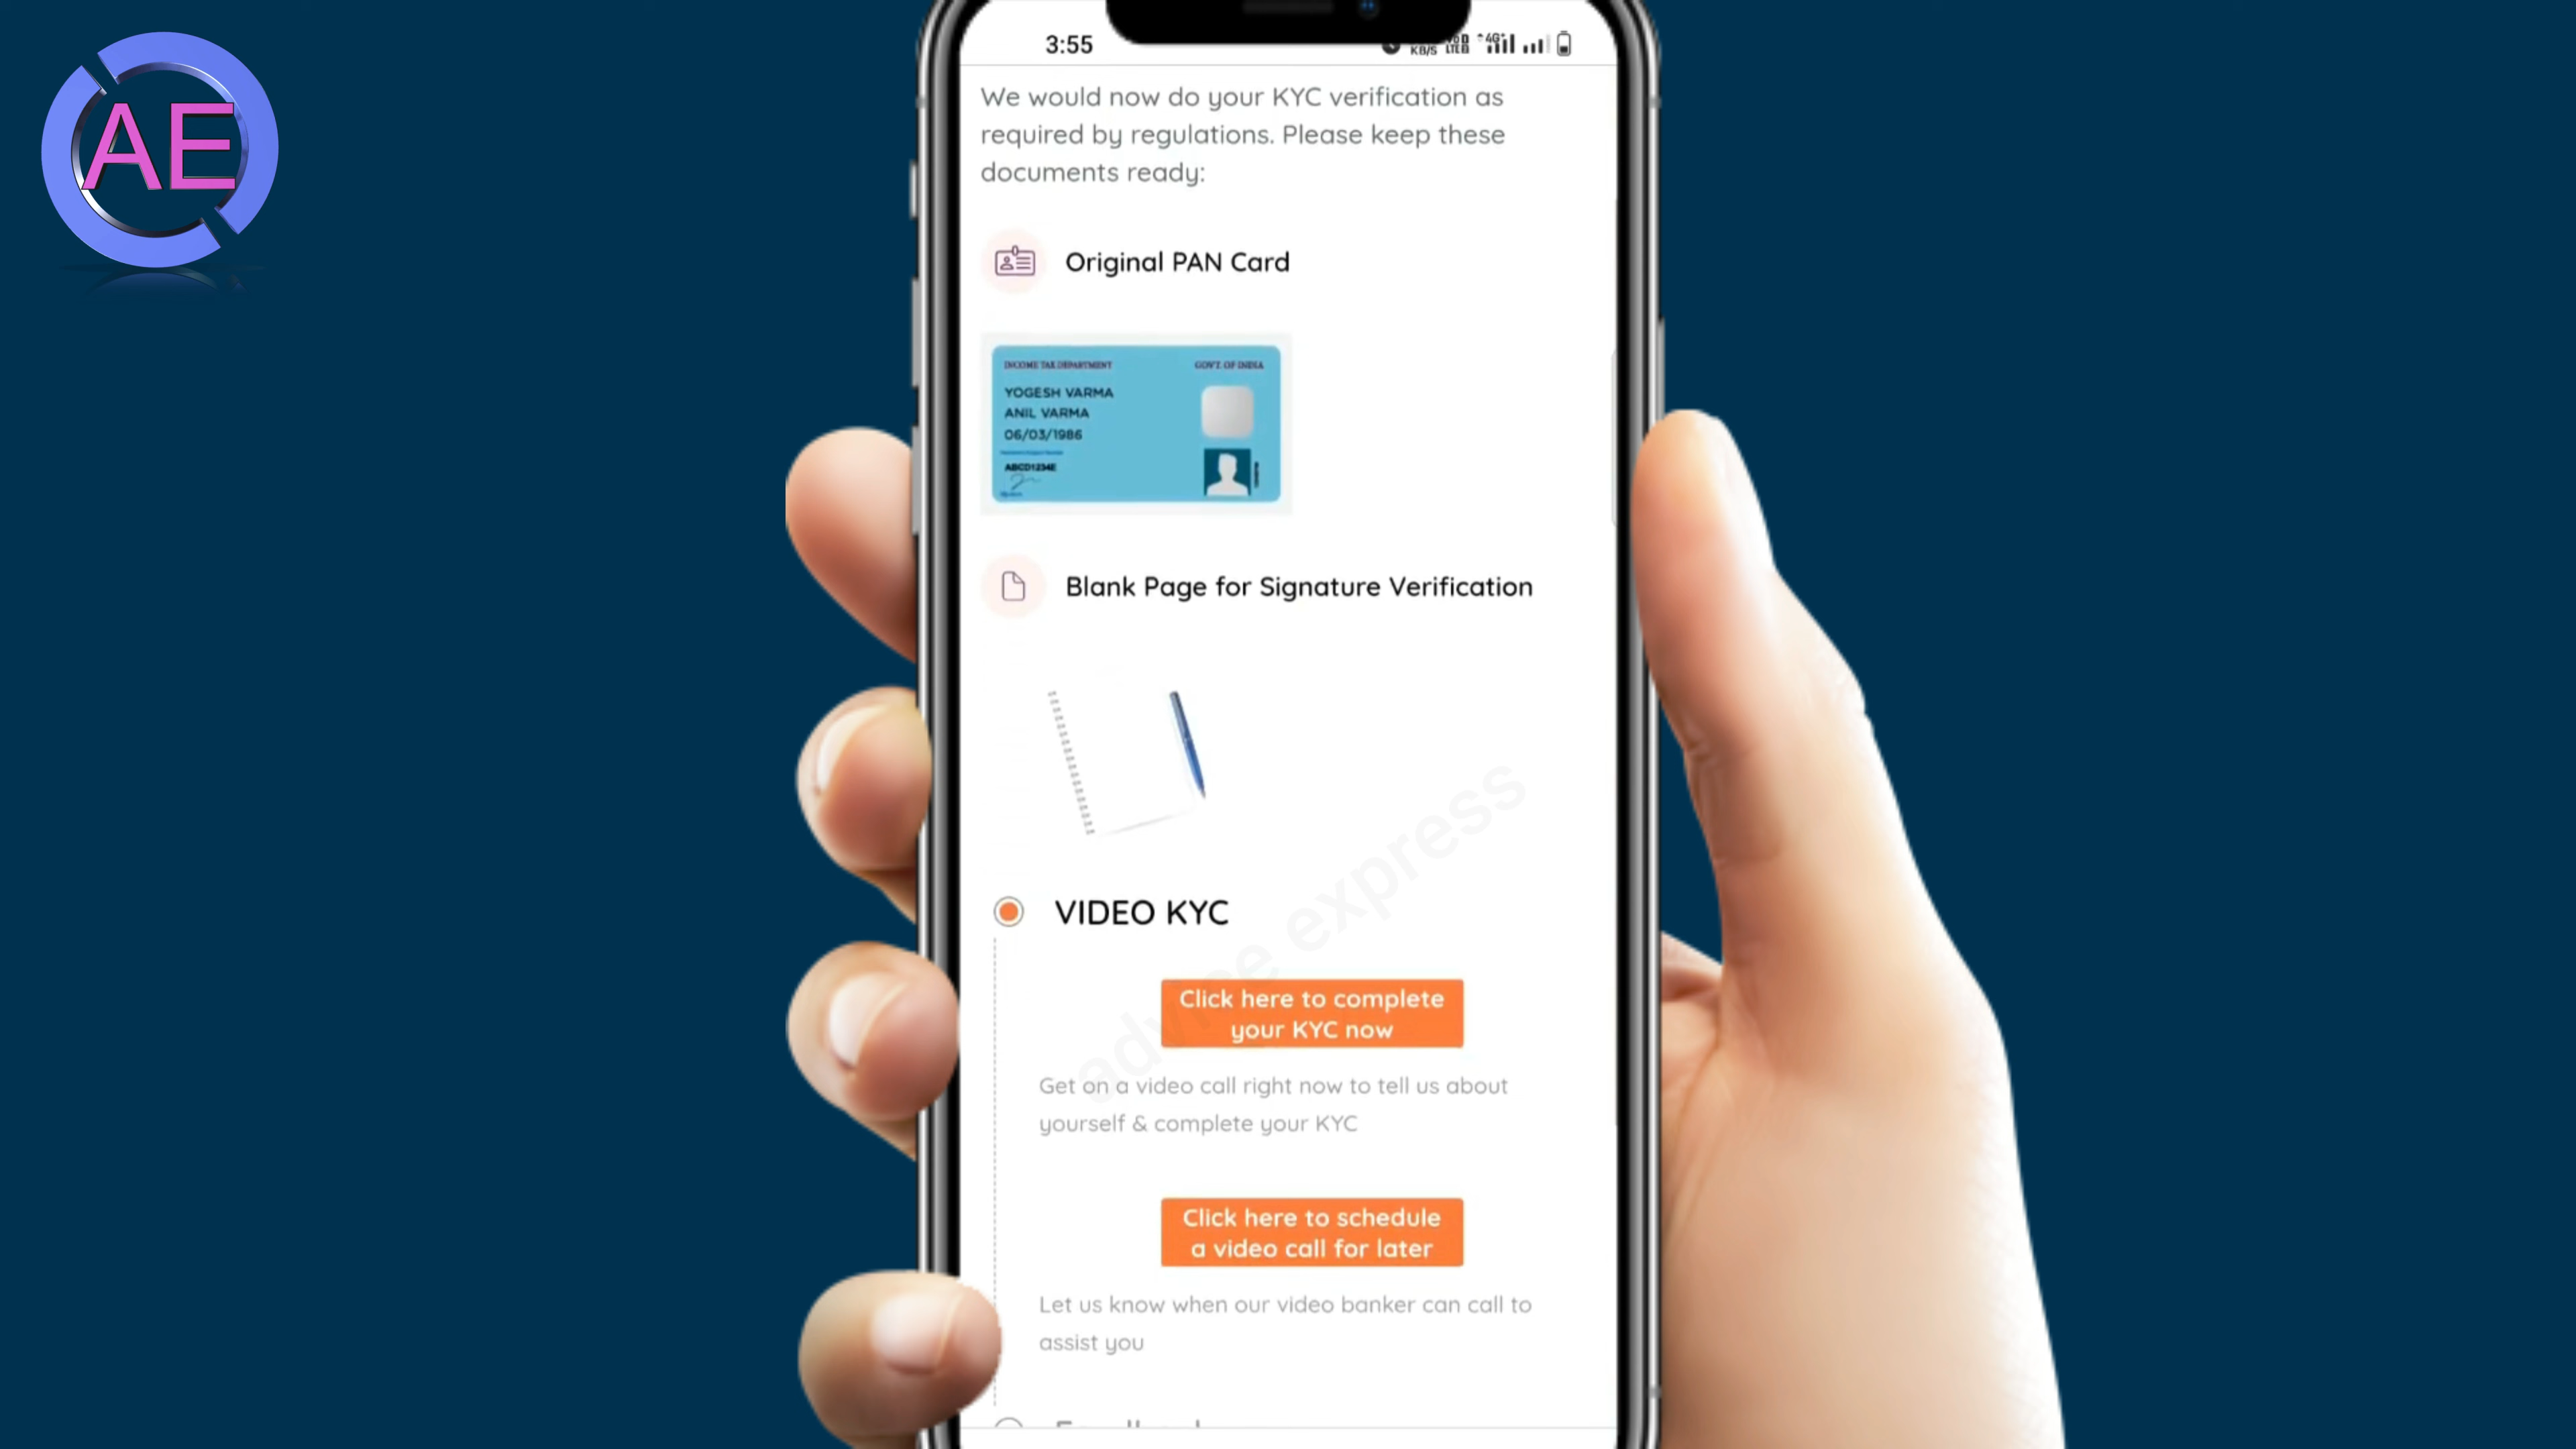 AE
3:55
KB/S
4G+
We would now do your KYC verification as
required by regulations. Please keep these
documents ready:
Original PAN Card
INCOME TAX DEPARTMENT GOVT. OF INDIA
YOGESH VARMA
ANIL VARMA
06/03/1986
ABCD1234E
Blank Page for Signature Verification
VIDEO KYC
Click here to complete
your KYC now
Get on a video call right now to tell us about
yourself & complete your KYC
Click here to schedule
a video call for later
Let us know when our video banker can call to
assist you
advice express